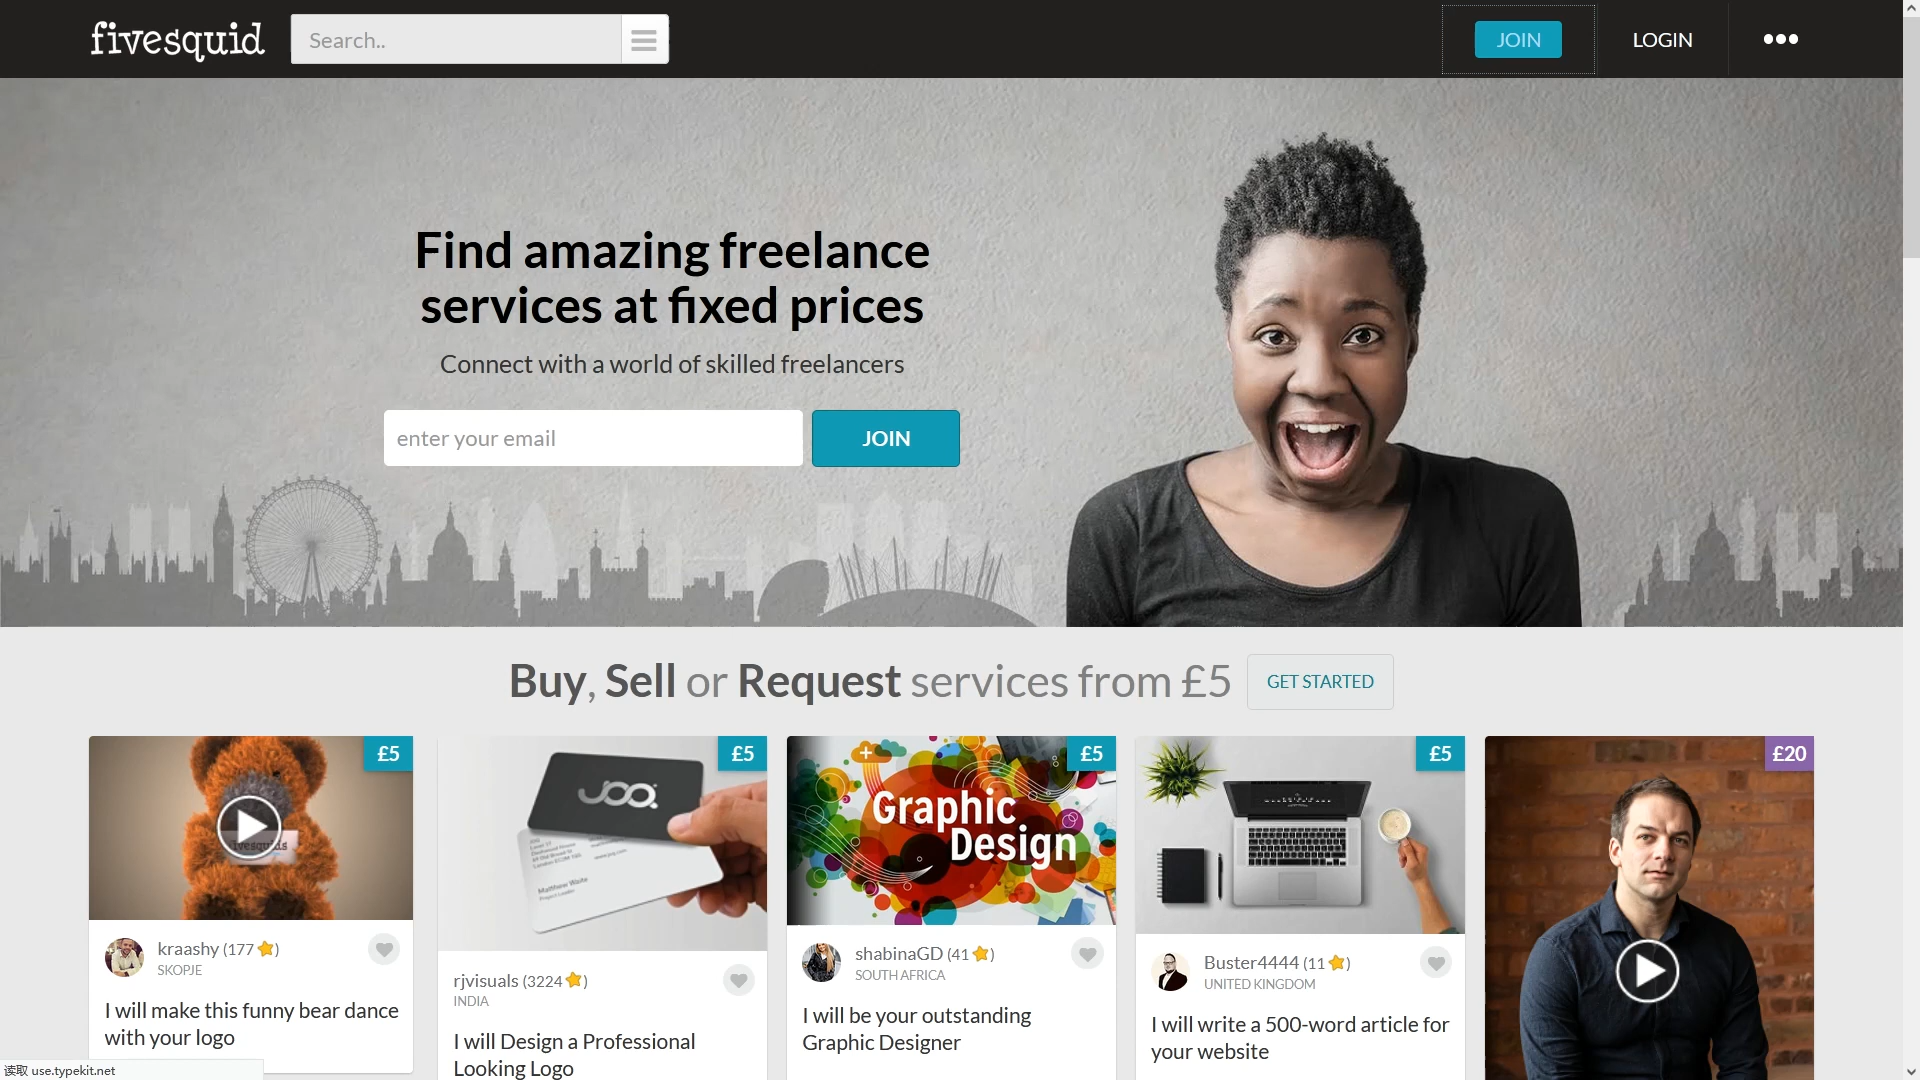 fivesquid
Search..
JOIN
LOGIN
Find amazing freelance
services at fixed prices
Connect with a world of skilled freelancers
enter your email
JOIN
Buy, Sell or Request services from £5
GET STARTED
£5
kraashy (177)
SKOPJE
I will make this funny bear dance
with your logo
£5
JOQ
Matthew Waite
rjvisuals (3224)
INDIA
I will Design a Professional
Looking Logo
£5
Graphic
Design
shabinaGD (41)
SOUTH AFRICA
I will be your outstanding
Graphic Designer
£5
Buster4444 (11)
UNITED KINGDOM
I will write a 500-word article for
your website
£20
读取 use.typekit.net